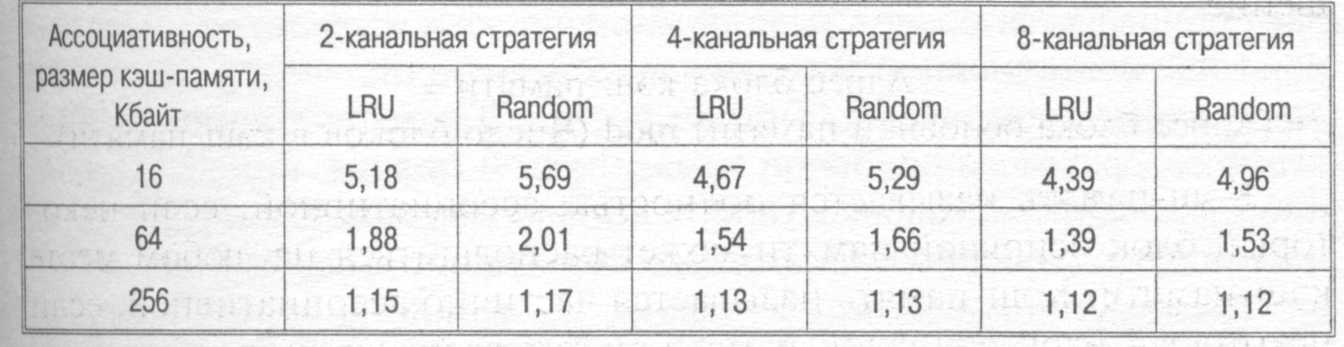 Ассоциативность, 2-канальная стратегия 4-канальная стратегия 8-канальная стратегия
размер кэш-памяти,
Кбайт LRU Random LRU Random LRU Random
16 5,18 5,69 4,67 5,29 4,39 4,96
64 1,88 2,01 1,54 1,66 1,39 1,53
256 1,15 1,17 1,13 1,13 1,12 1,12